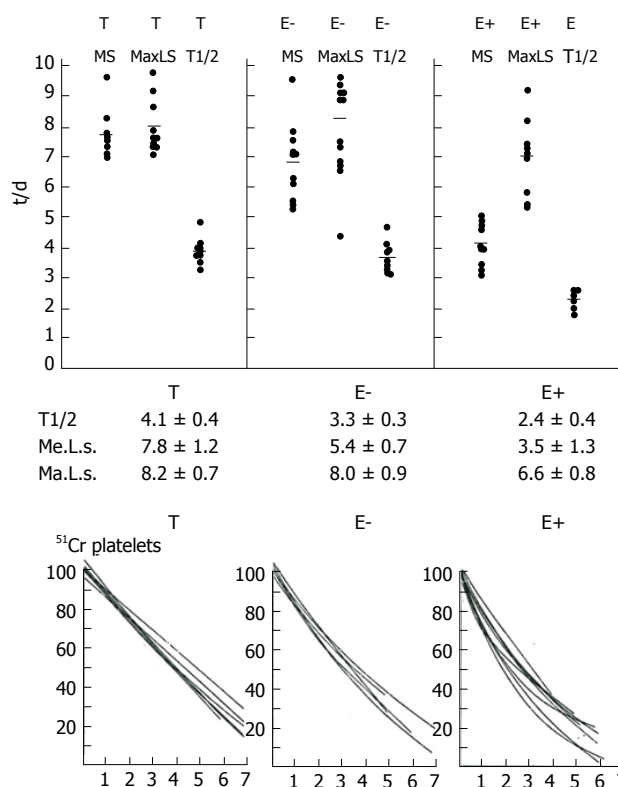 T T T E- E- E- E+ E+ E
MS MaxLS T1/2 MS MaxLS T1/2 MS MaxLS T1/2
10
9
8
7
6
5
4
3
2
1
0
t/d
T E- E+
T1/2 4.1 ± 0.4 3.3 ± 0.3 2.4 ± 0.4
Me.L.s. 7.8 ± 1.2 5.4 ± 0.7 3.5 ± 1.3
Ma.L.s. 8.2 ± 0.7 8.0 ± 0.9 6.6 ± 0.8
T E- E+
⁵¹Cr platelets
100 100 100
80 80 80
60 60 60
40 40 40
20 20 20
1 2 3 4 5 6 7 1 2 3 4 5 6 7 1 2 3 4 5 6 7